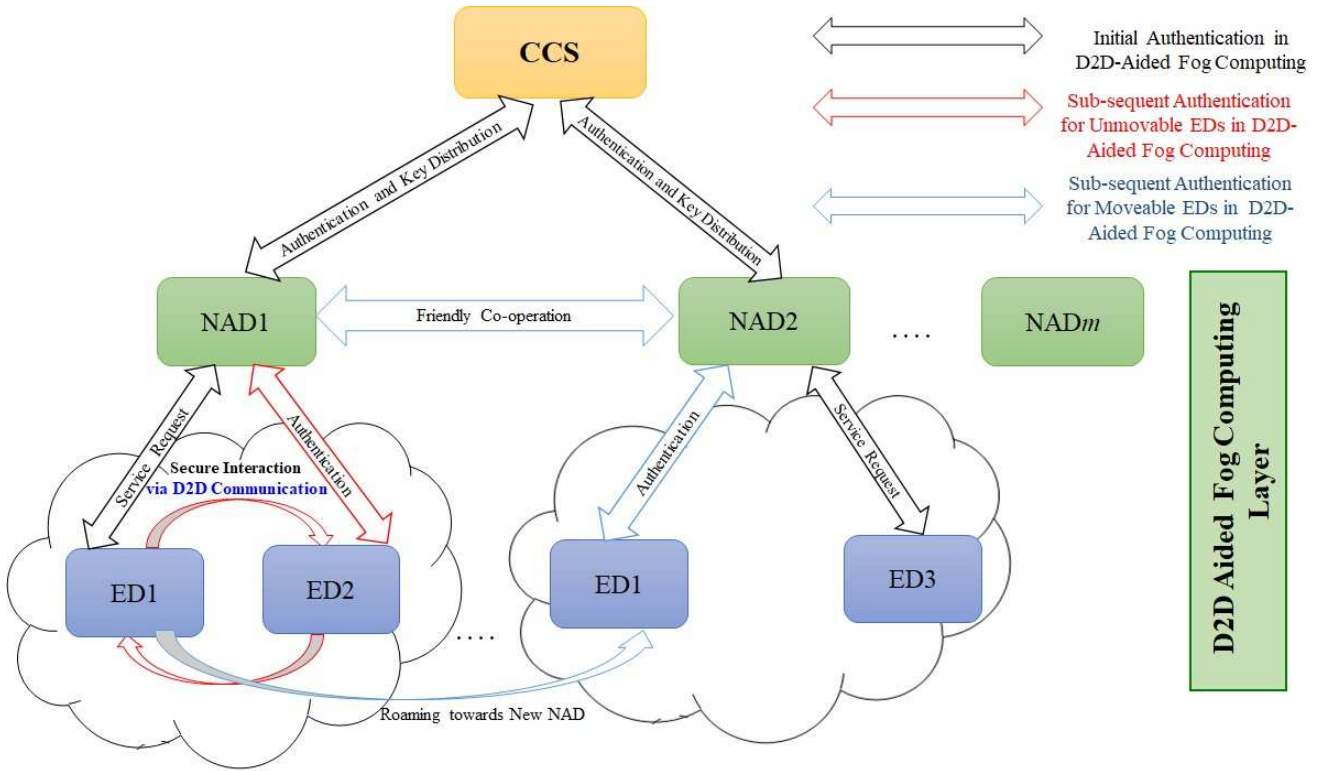 CCS
Initial Authentication in
D2D-Aided Fog Computing
Sub-sequent Authentication
for Unmovable EDs in D2D-
Aided Fog Computing
Sub-sequent Authentication
for Moveable EDs in D2D-
Aided Fog Computing
Authentication and Key Distribution
Authentication and Key Distribution
NAD1
Friendly Co-operation
NAD2
....
NADm
Service Request
Authentication
Secure Interaction
via D2D Communication
Authentication
Service Request
ED1
ED2
....
ED1
ED3
Roaming towards New NAD
D2D Aided Fog Computing
Layer